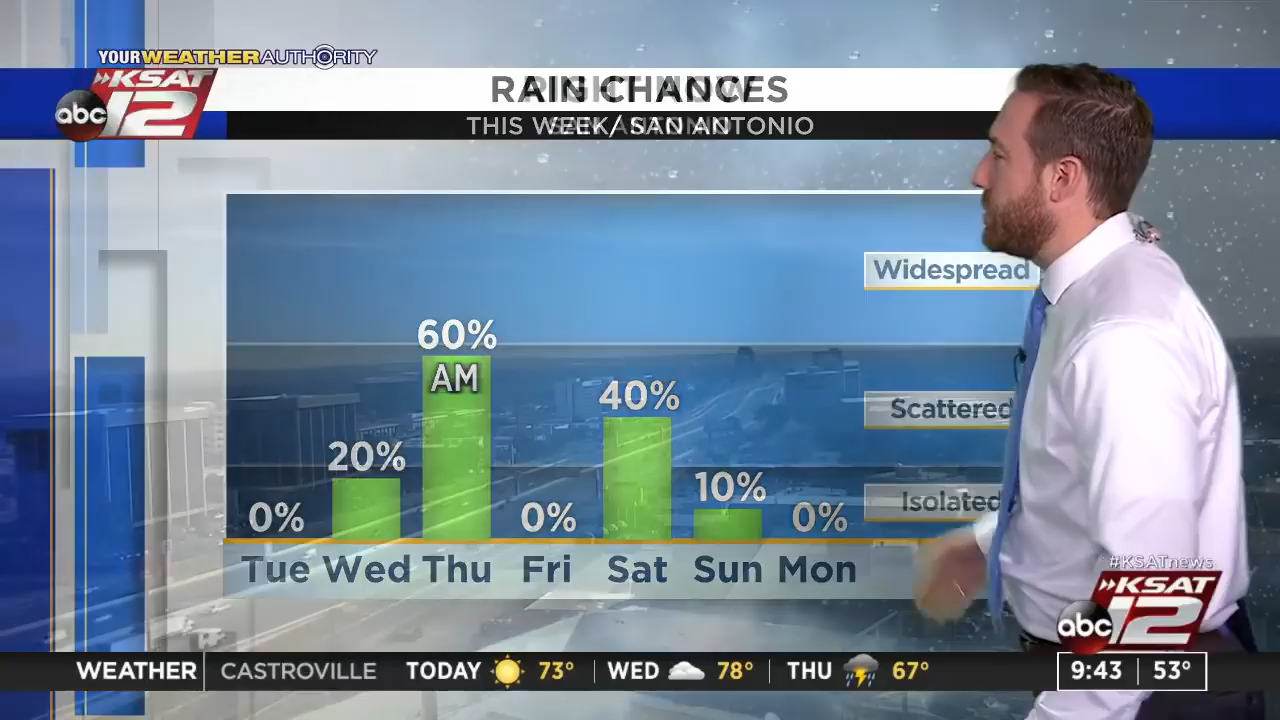 YOUR WEATHER AUTHORITY
KSAT
abc 12
RAIN CHANCES
THIS WEEK/ SAN ANTONIO
Widespread
60%
AM
40%
Scattered
20%
10%
Isolated
0%
0%
0%
Tue Wed Thu Fri Sat Sun Mon
#KSATnews
KSAT
abc 12
WEATHER CASTROVILLE TODAY 73° WED 78° THU 67° 9:43 53°